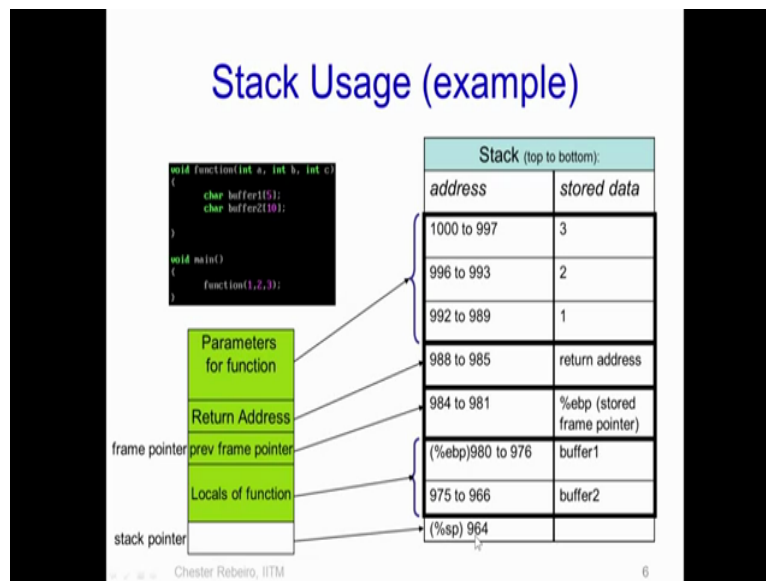 Stack Usage (example)
void function(int a, int b, int c)
{
char buffer1[5];
char buffer2[10];
}
void main()
{
function(1,2,3);
}
Parameters
for function
Return Address
frame pointer
prev frame pointer
Locals of function
stack pointer
Stack (top to bottom):
address stored data
1000 to 997 3
996 to 993 2
992 to 989 1
988 to 985 return address
984 to 981 %ebp (stored
frame pointer)
(%ebp)980 to 976 buffer1
975 to 966 buffer2
(%sp) 964
Chester Rebeiro, IITM 6